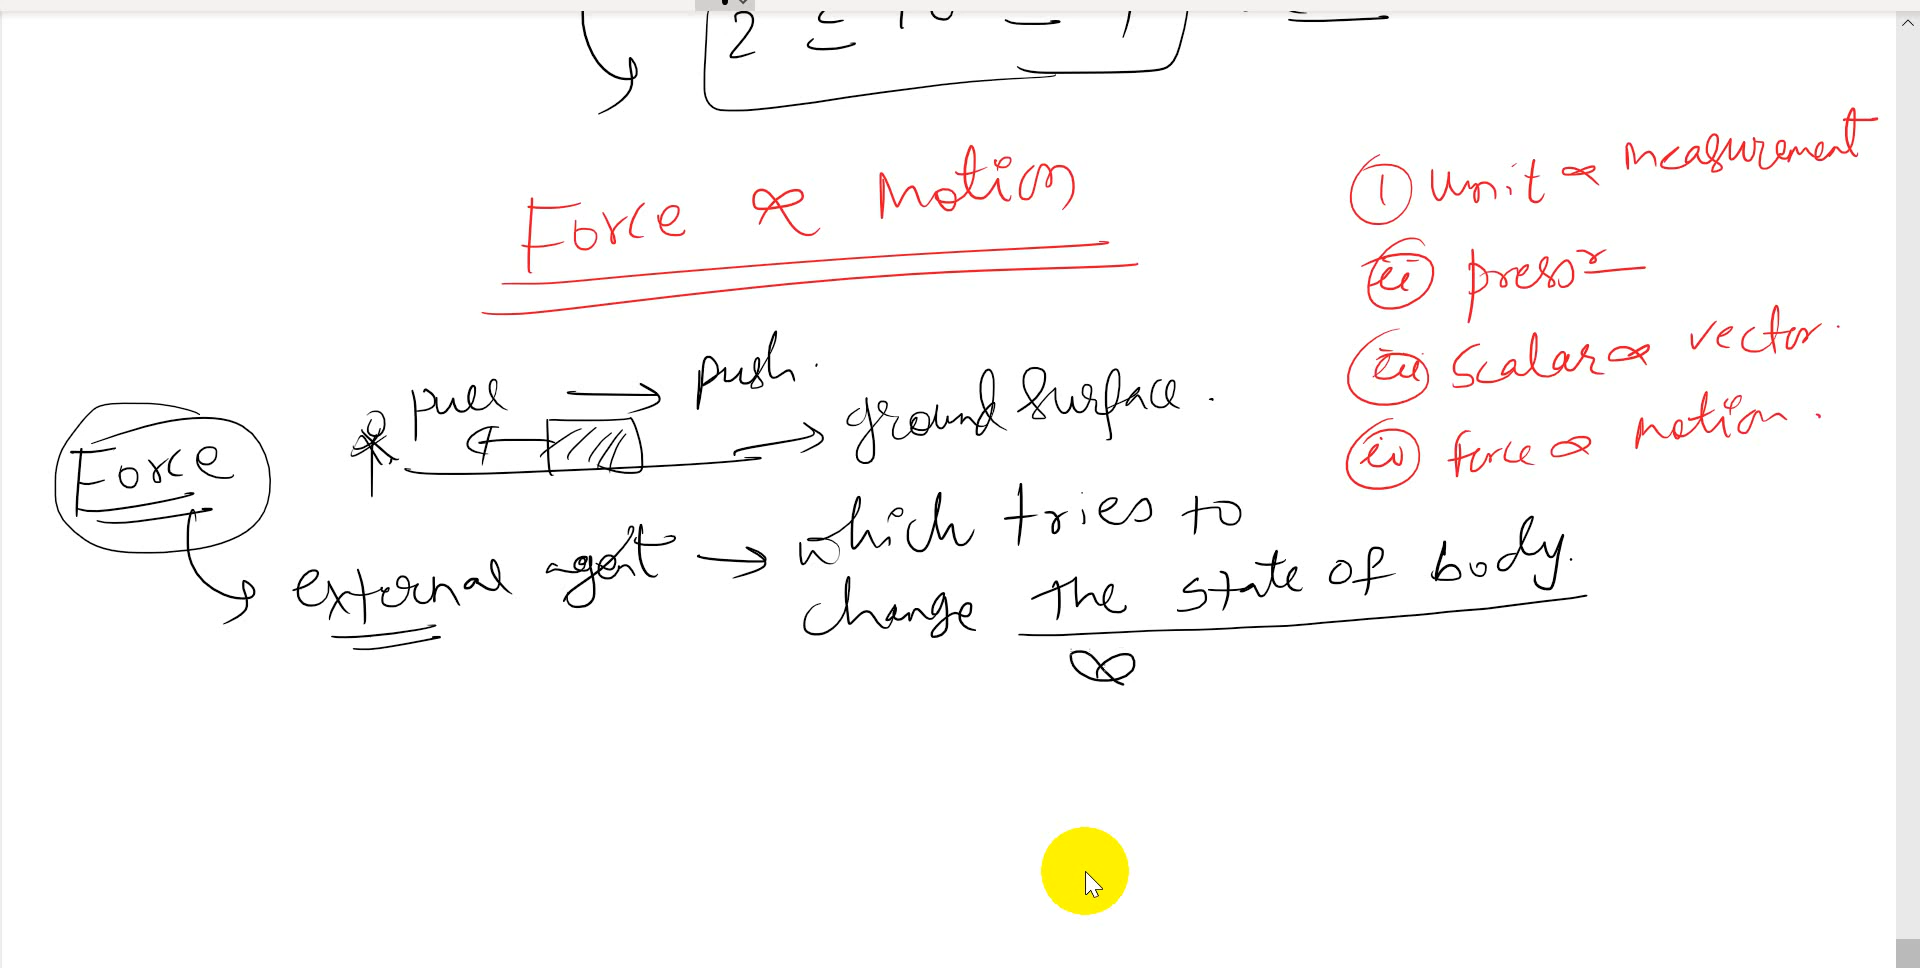 Force & Motion
① Unit & measurement
ⅱ press^r
ⅲ Scalar & vector.
ⅳ force & motion.
pull → push.
→ ground surface.
Force
external agent → which tries to
change the state of body.